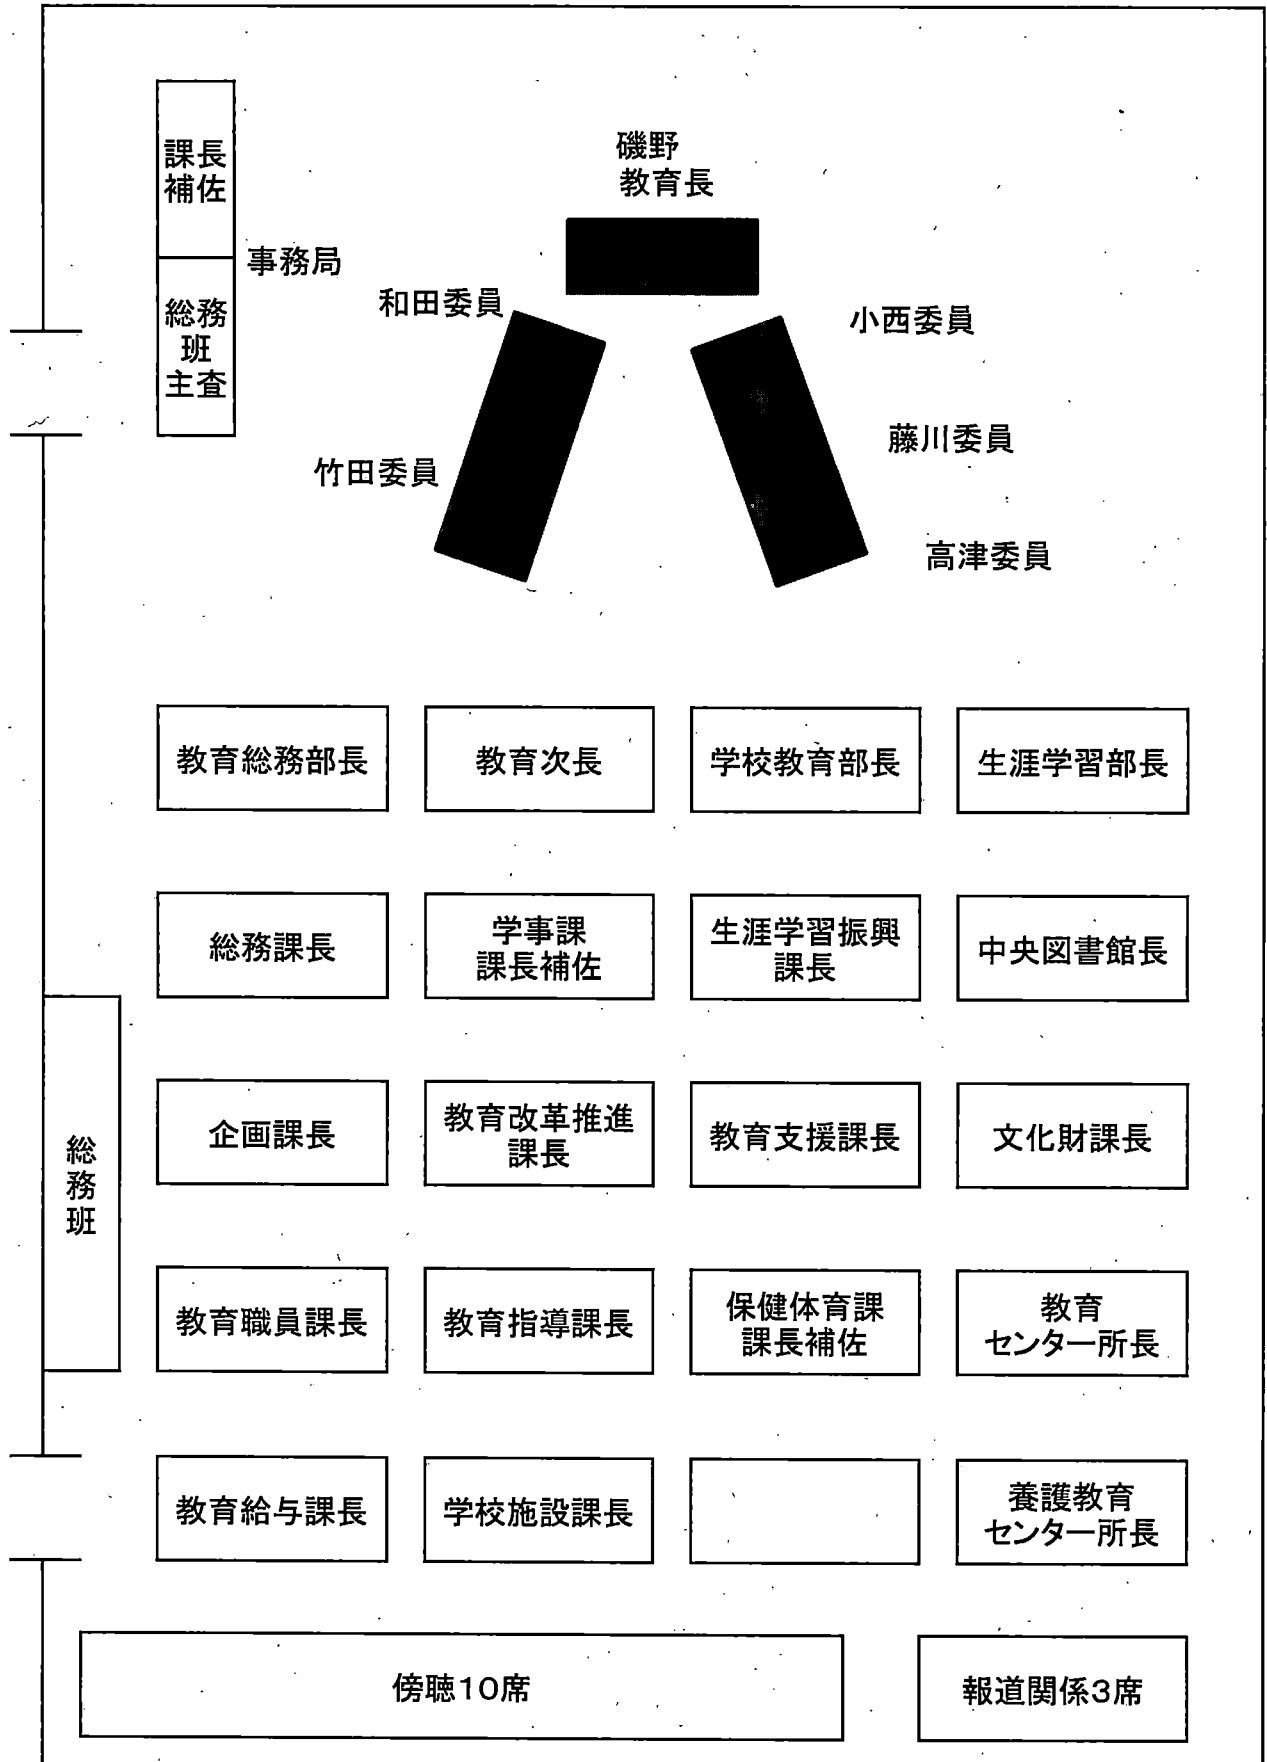 課長
補佐
事務局
総務
班
主査
磯野
教育長
和田委員
竹田委員
小西委員
藤川委員
高津委員
教育総務部長
教育次長
学校教育部長
生涯学習部長
総務課長
学事課
課長補佐
生涯学習振興
課長
中央図書館長
総
務
班
企画課長
教育改革推進
課長
教育支援課長
文化財課長
教育職員課長
教育指導課長
保健体育課
課長補佐
教育
センター所長
教育給与課長
学校施設課長
養護教育
センター所長
傍聴10席
報道関係3席